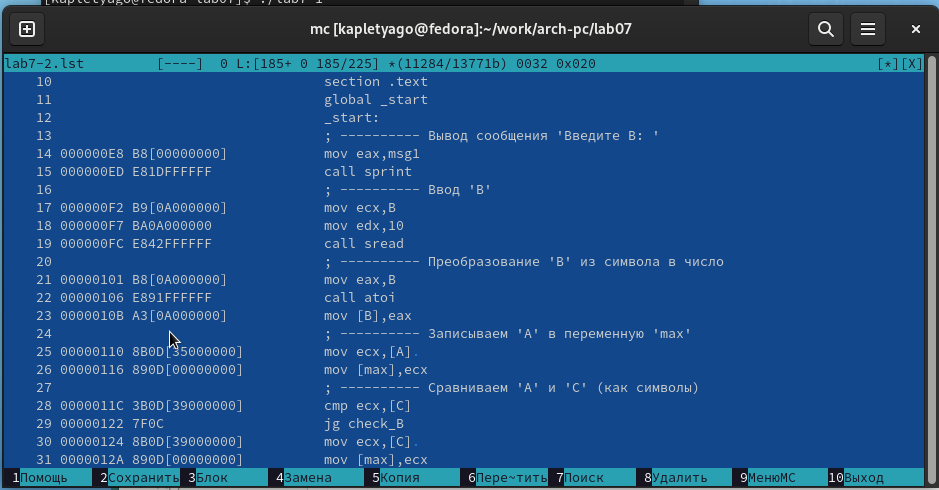 [kapletyago@fedora lab07]$ ./lab7-1
mc [kapletyago@fedora]:~/work/arch-pc/lab07
lab7-2.lst [----] 0 L:[185+ 0 185/225] *(11284/13771b) 0032 0x020 [*][X]
10 section .text
11 global _start
12 _start:
13 ; ---------- Вывод сообщения 'Введите B: '
14 000000E8 B8[00000000] mov eax,msg1
15 000000ED E81DFFFFFF call sprint
16 ; ---------- Ввод 'B'
17 000000F2 B9[0A000000] mov ecx,B
18 000000F7 BA0A000000 mov edx,10
19 000000FC E842FFFFFF call sread
20 ; ---------- Преобразование 'B' из символа в число
21 00000101 B8[0A000000] mov eax,B
22 00000106 E891FFFFFF call atoi
23 0000010B A3[0A000000] mov [B],eax
24 ; ---------- Записываем 'A' в переменную 'max'
25 00000110 8B0D[35000000] mov ecx,[A].
26 00000116 890D[00000000] mov [max],ecx
27 ; ---------- Сравниваем 'A' и 'C' (как символы)
28 0000011C 3B0D[39000000] cmp ecx,[C]
29 00000122 7F0C jg check_B
30 00000124 8B0D[39000000] mov ecx,[C].
31 0000012A 890D[00000000] mov [max],ecx
1Помощь 2Сохранить 3Блок 4Замена 5Копия 6Пере~тить 7Поиск 8Удалить 9МенюMC 10Выход